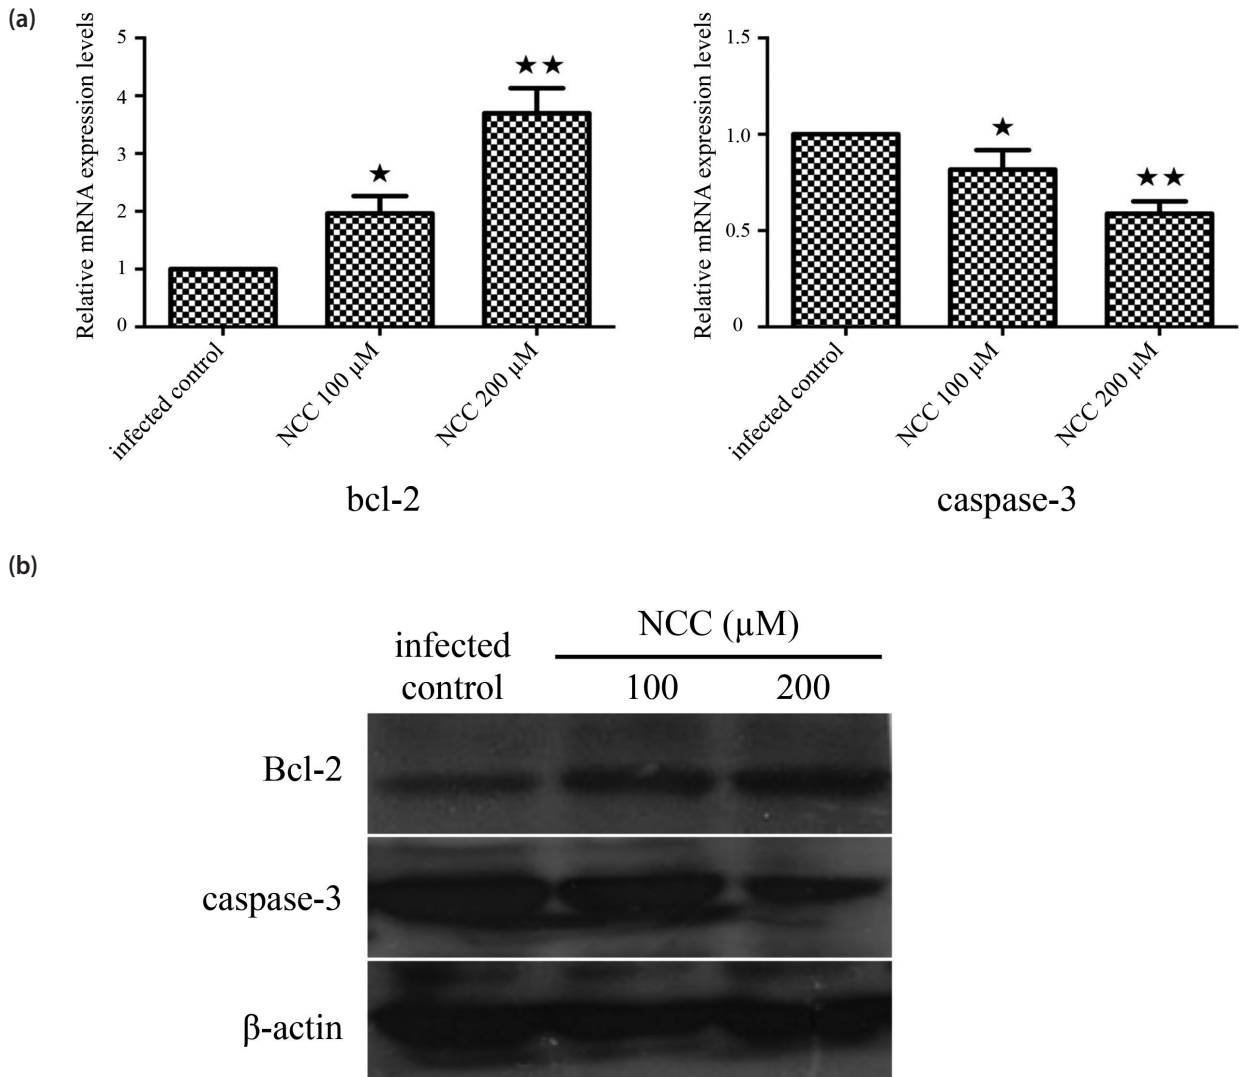 (a)
Relative mRNA expression levels
5
4
3
2
1
0
★
★★
infected control
NCC 100 µM
NCC 200 µM
bcl-2
Relative mRNA expression levels
1.5
1.0
0.5
0
★
★★
infected control
NCC 100 µM
NCC 200 µM
caspase-3
(b)
infected
control
NCC (µM)
100
200
Bcl-2
caspase-3
β-actin